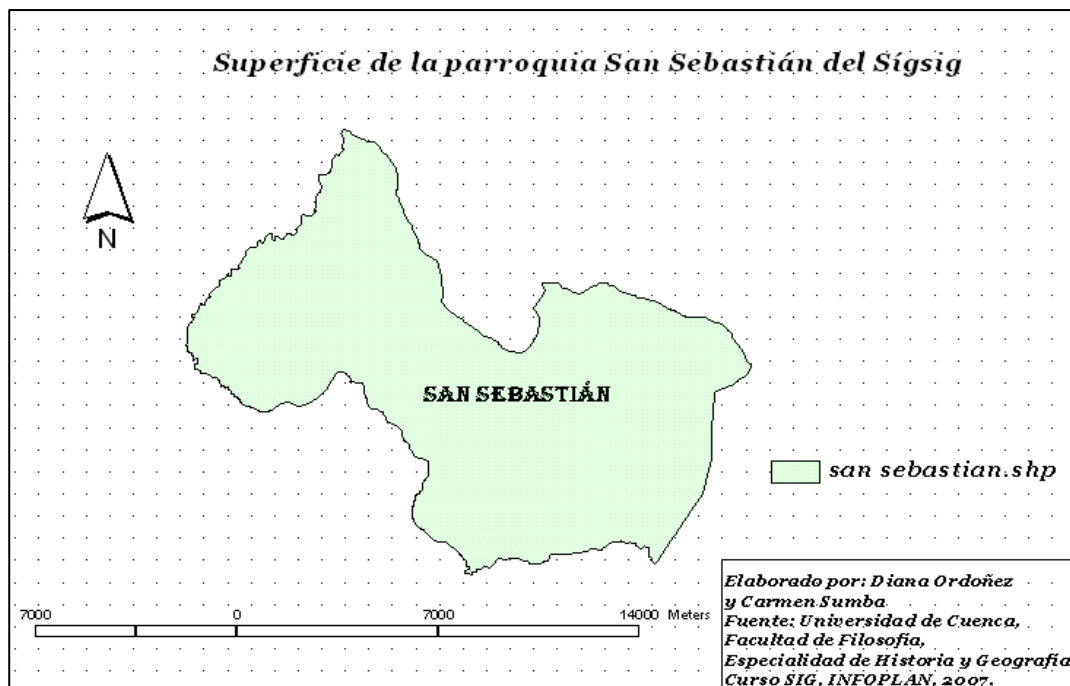 Superficie de la parroquia San Sebastián del Sígsig
N
SAN SEBASTIÁN
san sebastian.shp
7000 0 7000 14000 Meters
Elaborado por: Diana Ordoñez
y Carmen Sumba
Fuente: Universidad de Cuenca,
Facultad de Filosofía,
Especialidad de Historia y Geografía
Curso SIG. INFOPLAN, 2007.